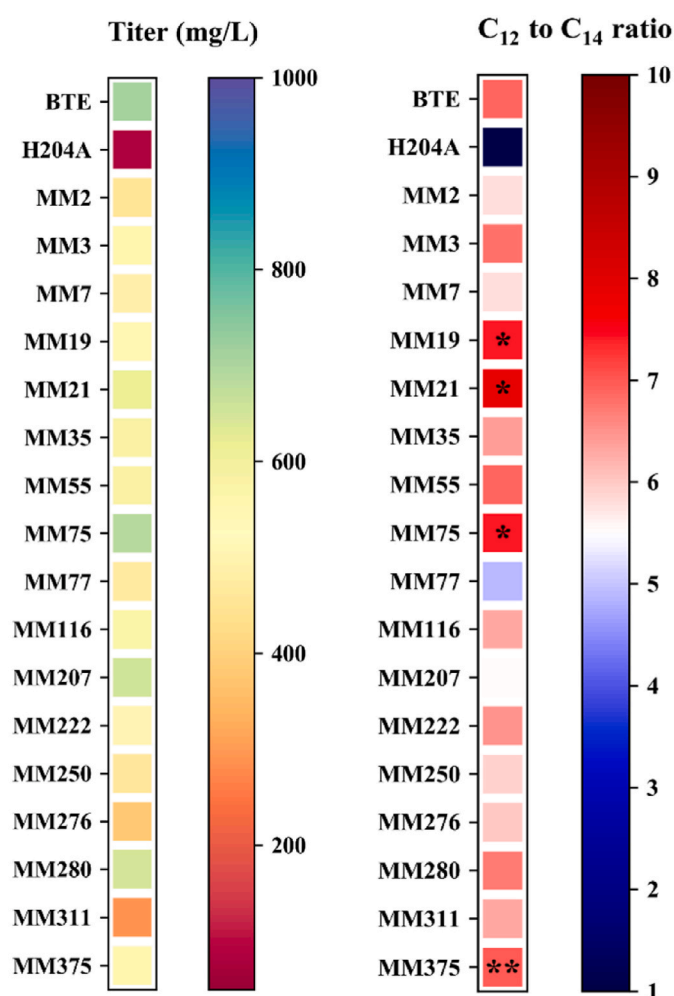 Titer (mg/L)
BTE
H204A
MM2
MM3
MM7
MM19
MM21
MM35
MM55
MM75
MM77
MM116
MM207
MM222
MM250
MM276
MM280
MM311
MM375
1000
800
600
400
200
C₁₂ to C₁₄ ratio
BTE
H204A
MM2
MM3
MM7
MM19 *
MM21 *
MM35
MM55
MM75 *
MM77
MM116
MM207
MM222
MM250
MM276
MM280
MM311
MM375 **
10
9
8
7
6
5
4
3
2
1